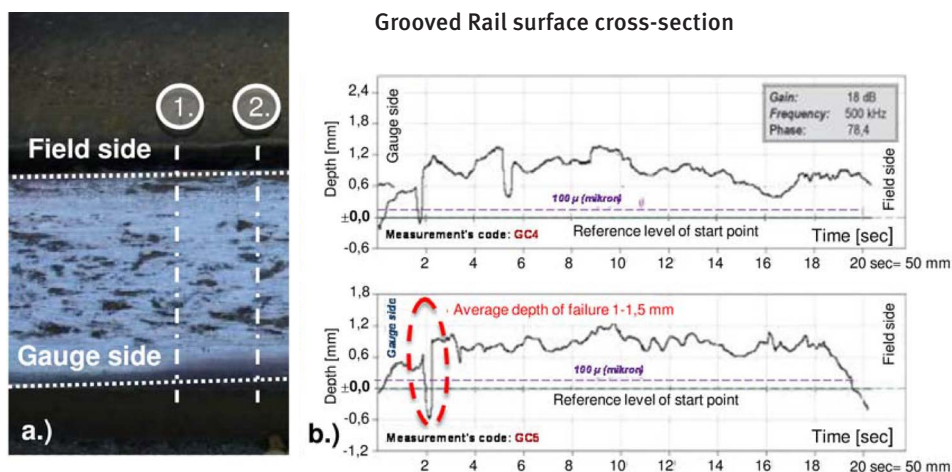 Grooved Rail surface cross-section
1.
2.
Field side
Gauge side
a.)
b.)
Depth [mm]
2,4
1,8
1,2
0,6
±0,0
-0,6
Gauge side
Gain: 18 dB
Frequency: 500 kHz
Phase: 78,4
100 µ (mikron)
Field side
Measurement's code: GC4
Reference level of start point
Time [sec]
2 4 6 8 10 12 14 16 18 20 sec= 50 mm
Depth [mm]
1,8
1,2
0,6
±0,0
-0,6
-1,2
Gauge side
Average depth of failure 1-1,5 mm
100 µ (mikron)
Field side
Reference level of start point
Measurement's code: GC5
Time [sec]
2 4 6 8 10 12 14 16 18 20 sec= 50 mm